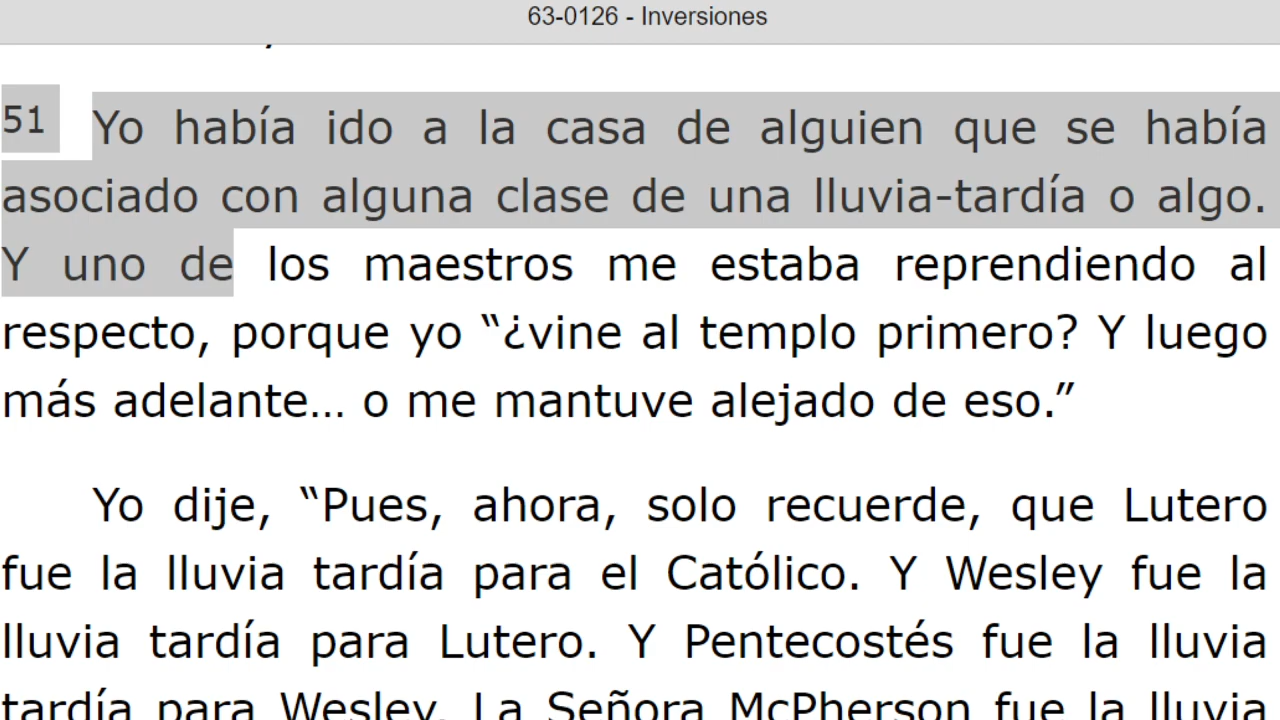 63-0126 - Inversiones
51 Yo había ido a la casa de alguien que se había
asociado con alguna clase de una lluvia-tardía o algo.
Y uno de los maestros me estaba reprendiendo al
respecto, porque yo “¿vine al templo primero? Y luego
más adelante… o me mantuve alejado de eso.”
Yo dije, “Pues, ahora, solo recuerde, que Lutero
fue la lluvia tardía para el Católico. Y Wesley fue la
lluvia tardía para Lutero. Y Pentecostés fue la lluvia
tardía para Wesley. La Señora McPherson fue la lluvia